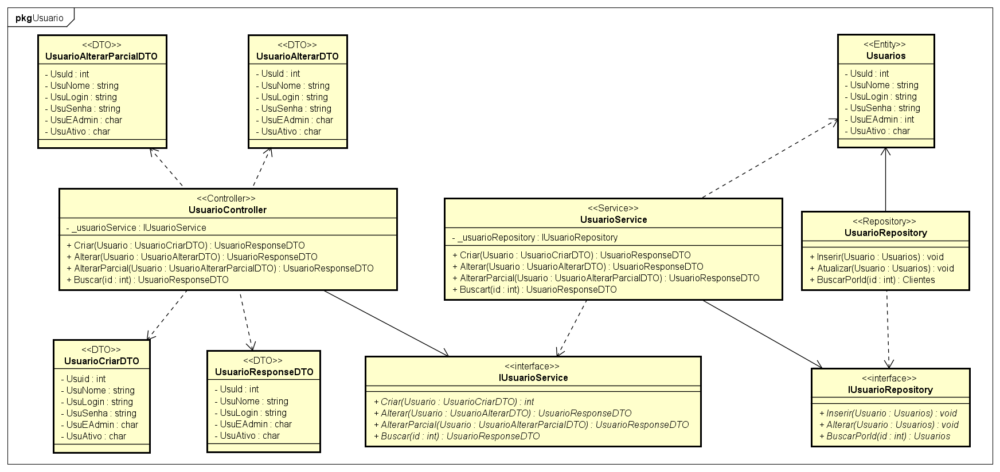 pkg Usuario
<<DTO>>
UsuarioAlterarParcialDTO
- UsuId : int
- UsuNome : string
- UsuLogin : string
- UsuSenha : string
- UsuEAdmin : char
- UsuAtivo : char
<<DTO>>
UsuarioAlterarDTO
- UsuId : int
- UsuNome : string
- UsuLogin : string
- UsuSenha : string
- UsuEAdmin : char
- UsuAtivo : char
<<Entity>>
Usuarios
- UsuId : int
- UsuNome : string
- UsuLogin : string
- UsuSenha : string
- UsuEAdmin : int
- UsuAtivo : char
<<Controller>>
UsuarioController
- _usuarioService : IUsuarioService
+ Criar(Usuario : UsuarioCriarDTO) : UsuarioResponseDTO
+ Alterar(Usuario : UsuarioAlterarDTO) : UsuarioResponseDTO
+ AlterarParcial(Usuario : UsuarioAlterarParcialDTO) : UsuarioResponseDTO
+ Buscar(id : int) : UsuarioResponseDTO
<<Service>>
UsuarioService
- _usuarioRepository : IUsuarioRepository
+ Criar(Usuario : UsuarioCriarDTO) : UsuarioResponseDTO
+ Alterar(Usuario : UsuarioAlterarDTO) : UsuarioResponseDTO
+ AlterarParcial(Usuario : UsuarioAlterarParcialDTO) : UsuarioResponseDTO
+ Buscart(id : int) : UsuarioResponseDTO
<<Repository>>
UsuarioRepository
+ Inserir(Usuario : Usuarios) : void
+ Atualizar(Usuario : Usuarios) : void
+ BuscarPorId(id : int) : Clientes
<<DTO>>
UsuarioCriarDTO
- Usuid : int
- UsuNome : string
- UsuLogin : string
- UsuSenha : string
- UsuEAdmin : char
- UsuAtivo : char
<<DTO>>
UsuarioResponseDTO
- UsuId : int
- UsuNome : string
- UsuLogin : string
- UsuEAdmin : char
- UsuAtivo : char
<<interface>>
IUsuarioService
+ Criar(Usuario : UsuarioCriarDTO) : int
+ Alterar(Usuario : UsuarioAlterarDTO) : UsuarioResponseDTO
+ AlterarParcial(Usuario : UsuarioAlterarParcialDTO) : UsuarioResponseDTO
+ Buscar(id : int) : UsuarioResponseDTO
<<interface>>
IUsuarioRepository
+ Inserir(Usuario : Usuarios) : void
+ Alterar(Usuario : Usuarios) : void
+ BuscarPorId(id : int) : Usuarios